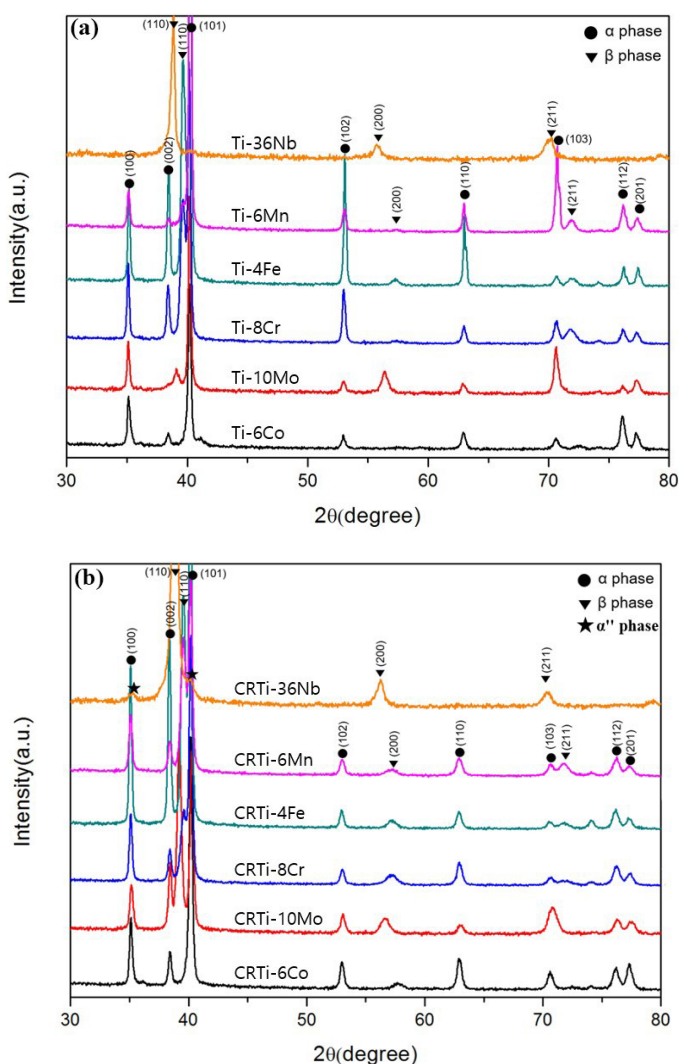 (a)
(110)
(110)
(101)
● α phase
▼ β phase
(100)
(002)
(102)
(200)
(200)
(110)
(211)
(103)
(211)
(112)
(201)
Ti-36Nb
Ti-6Mn
Ti-4Fe
Ti-8Cr
Ti-10Mo
Ti-6Co
Intensity(a.u.)
30 40 50 60 70 80
2θ(degree)
(b)
(110)
(110)
(101)
● α phase
▼ β phase
★ α'' phase
(100)
(002)
(102)
(200)
(200)
(110)
(211)
(103)
(211)
(112)
(201)
CRTi-36Nb
CRTi-6Mn
CRTi-4Fe
CRTi-8Cr
CRTi-10Mo
CRTi-6Co
Intensity(a.u.)
30 40 50 60 70 80
2θ(degree)